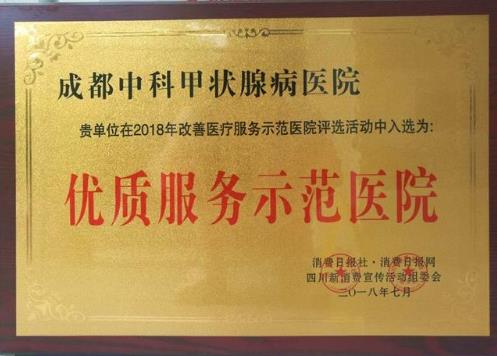 成都中科甲状腺病医院
贵单位在2018年改善医疗服务示范医院评选活动中入选为:
优质服务示范医院
消费日报社·消费日报网
四川新消费宣传活动组委会
二〇一八年七月